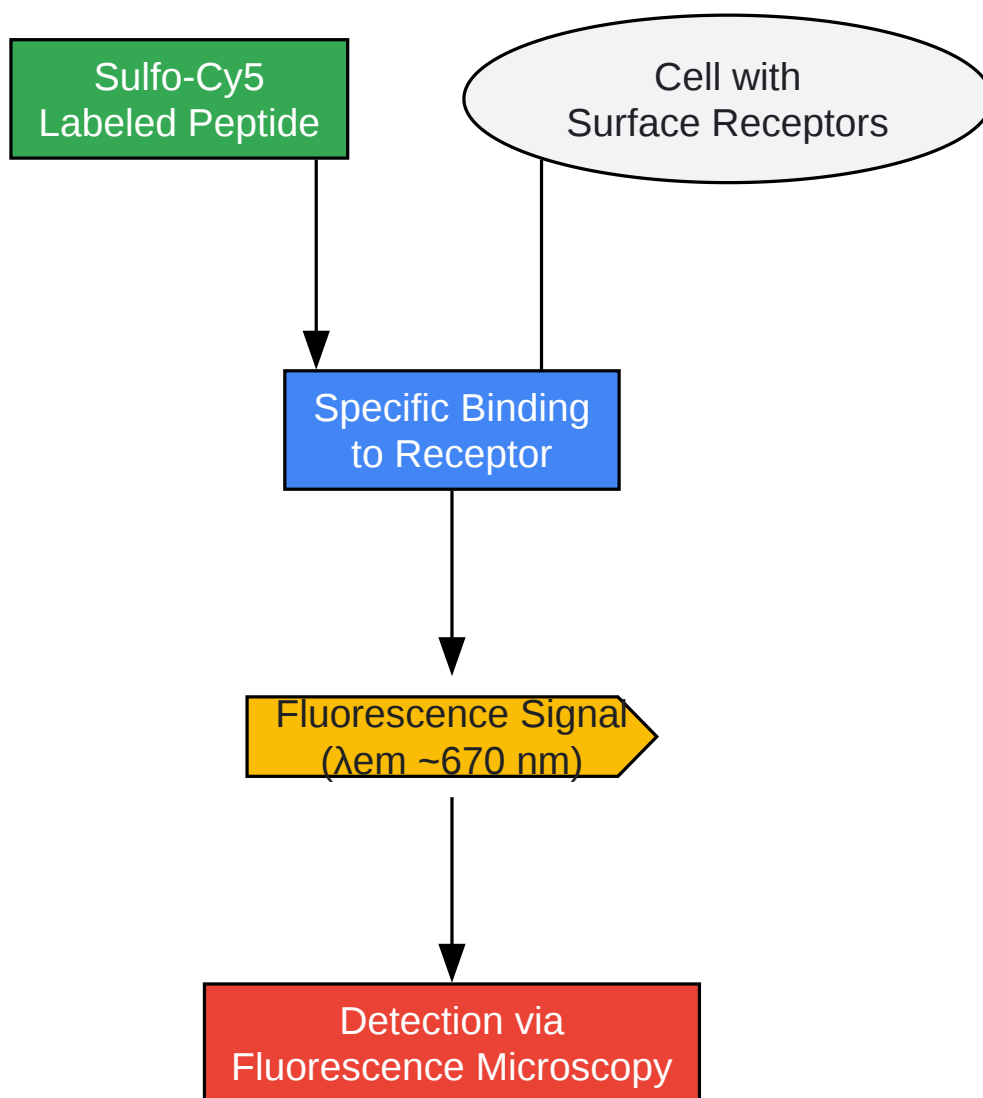 Sulfo-Cy5
Labeled Peptide
Cell with
Surface Receptors
Specific Binding
to Receptor
Fluorescence Signal
(λem ~670 nm)
Detection via
Fluorescence Microscopy